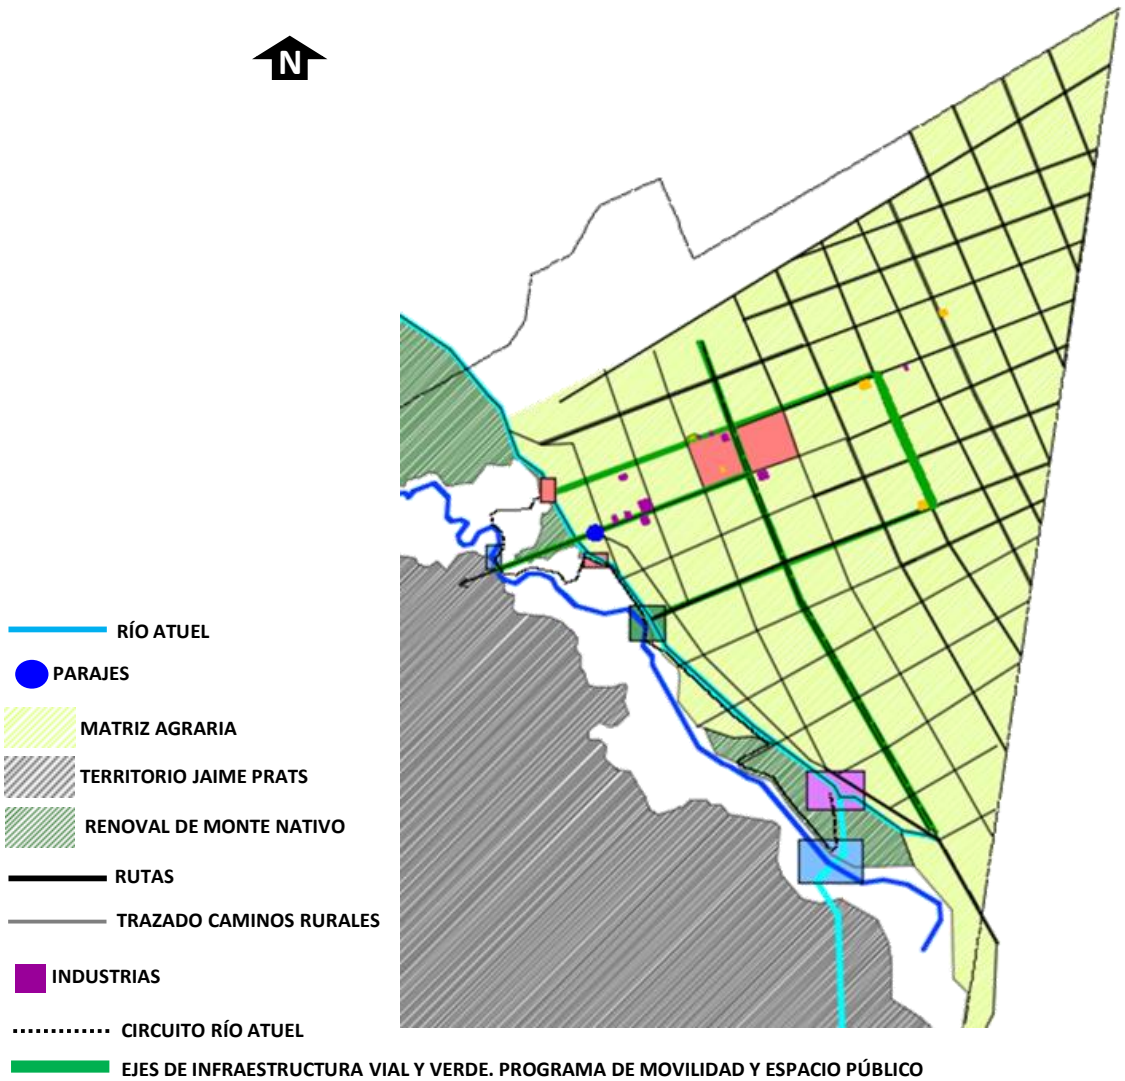 N
RÍO ATUEL
PARAJES
MATRIZ AGRARIA
TERRITORIO JAIME PRATS
RENOVAL DE MONTE NATIVO
RUTAS
TRAZADO CAMINOS RURALES
INDUSTRIAS
CIRCUITO RÍO ATUEL
EJES DE INFRAESTRUCTURA VIAL Y VERDE. PROGRAMA DE MOVILIDAD Y ESPACIO PÚBLICO